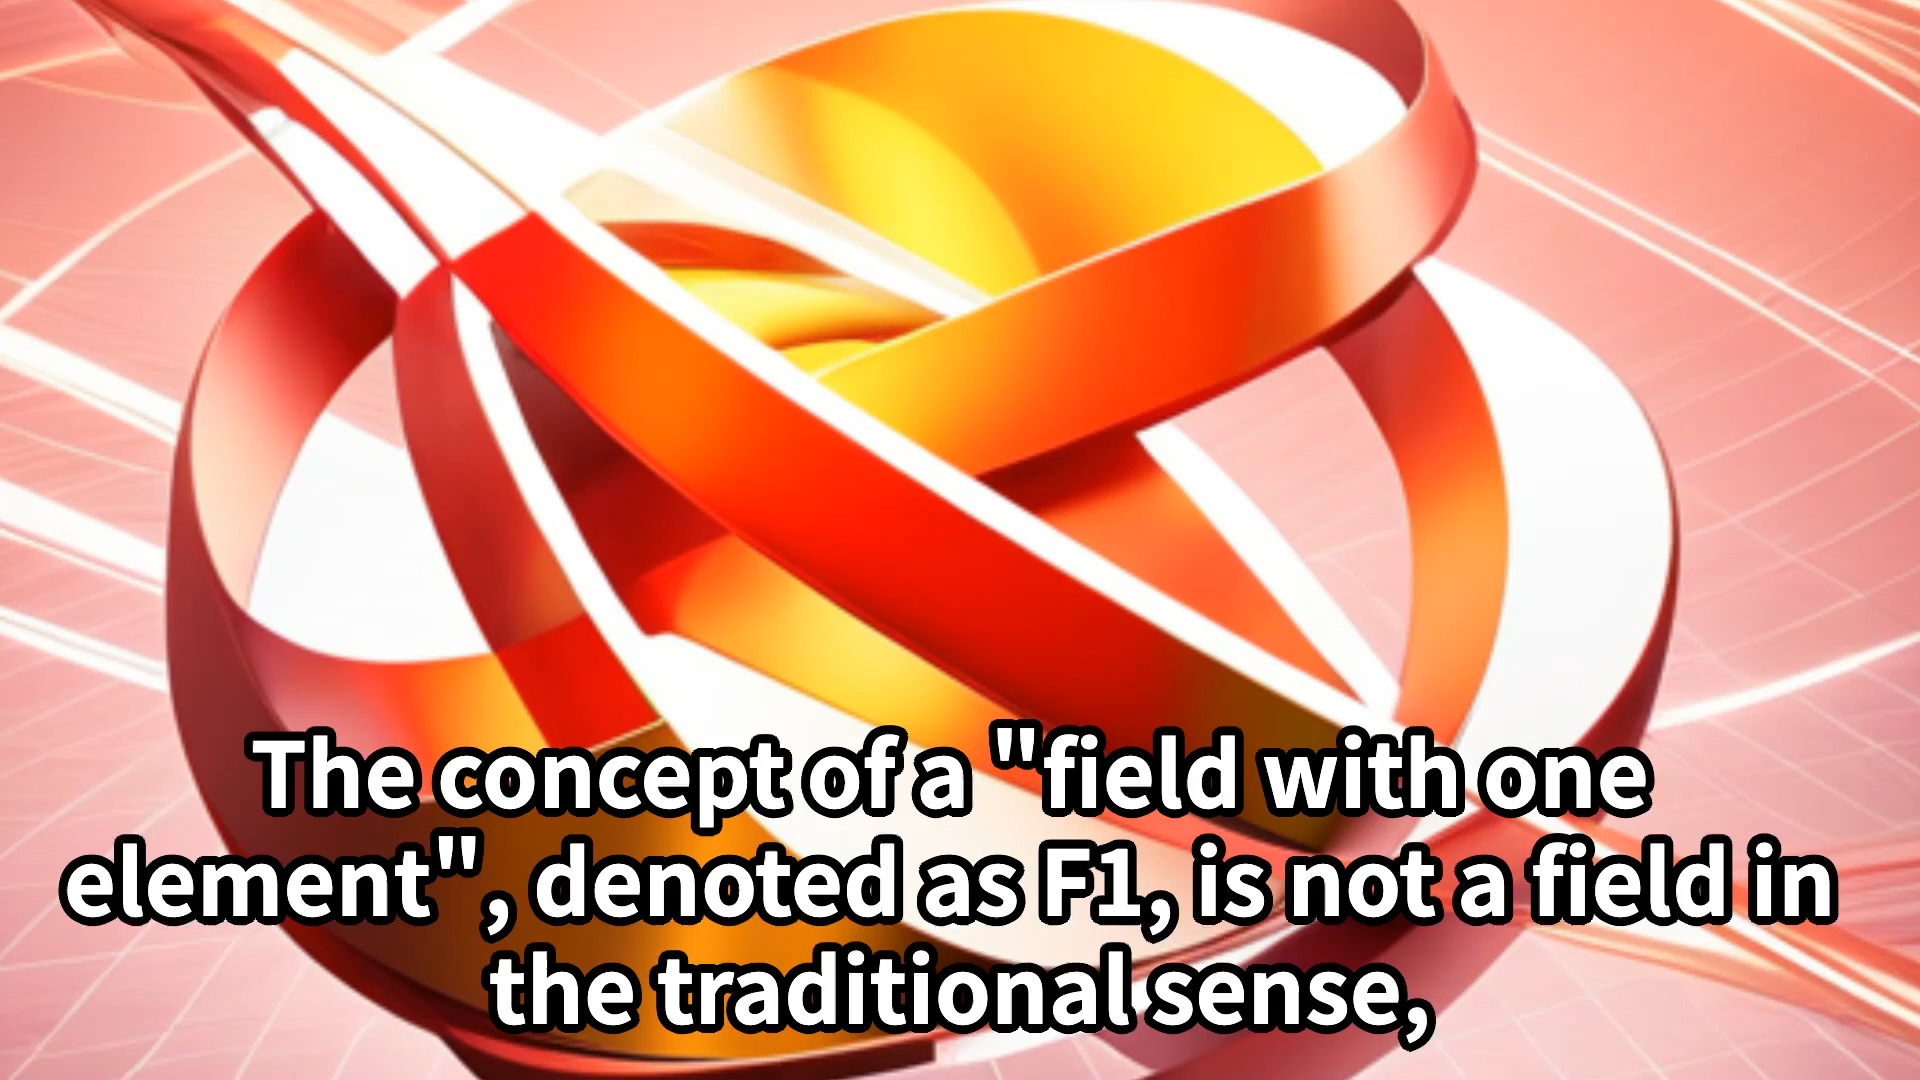 The concept of a "field with one
element", denoted as F1, is not a field in
the traditional sense,